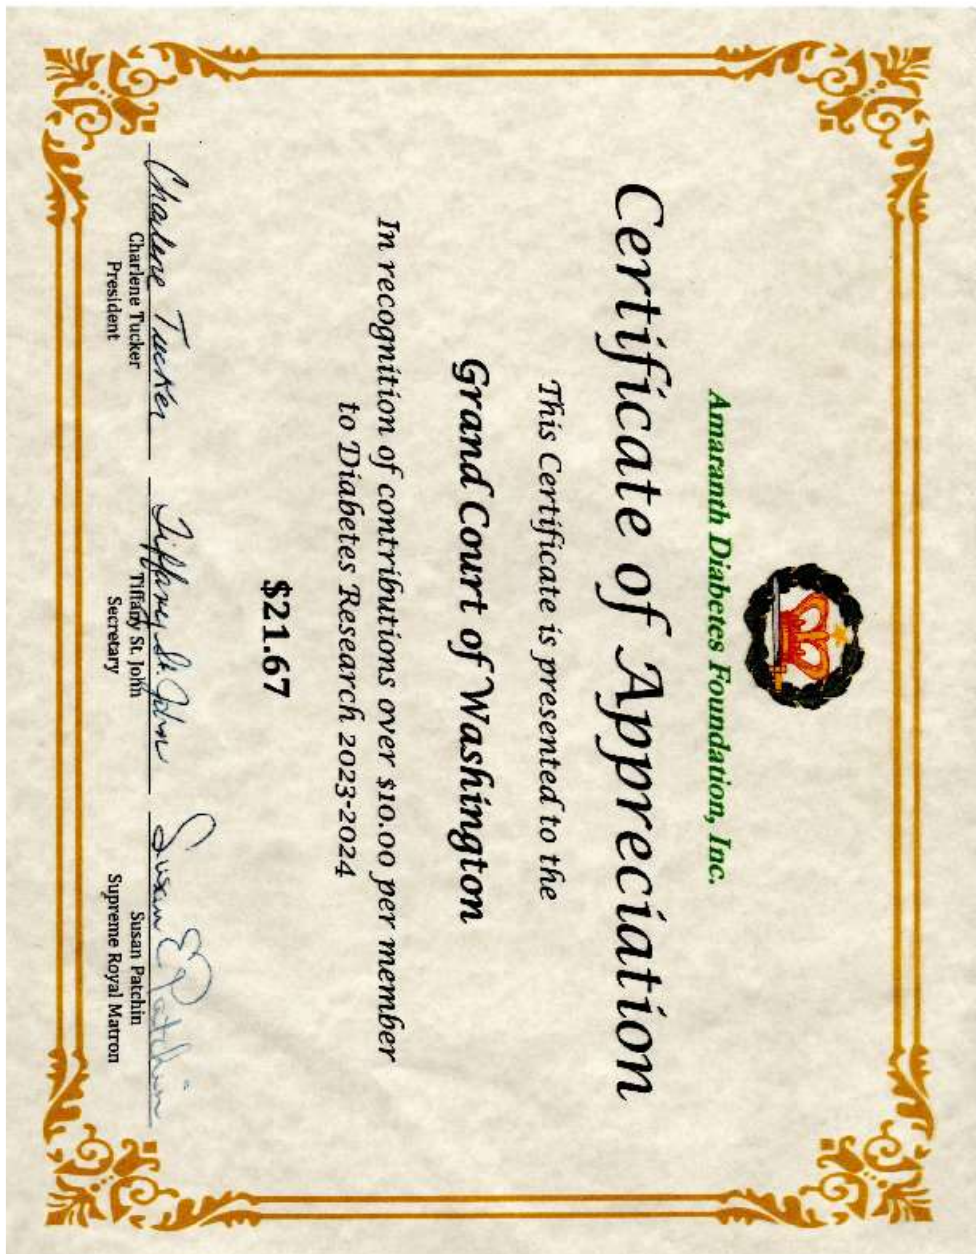 Amaranth Diabetes Foundation, Inc.
Certificate of Appreciation
This Certificate is presented to the
Grand Court of Washington
In recognition of contributions over $10.00 per member
to Diabetes Research 2023-2024
$21.67
Charlene Tucker
Charlene Tucker
President
Tiffany St. John
Tiffany St. John
Secretary
Susan E Patchin
Susan Patchin
Supreme Royal Matron